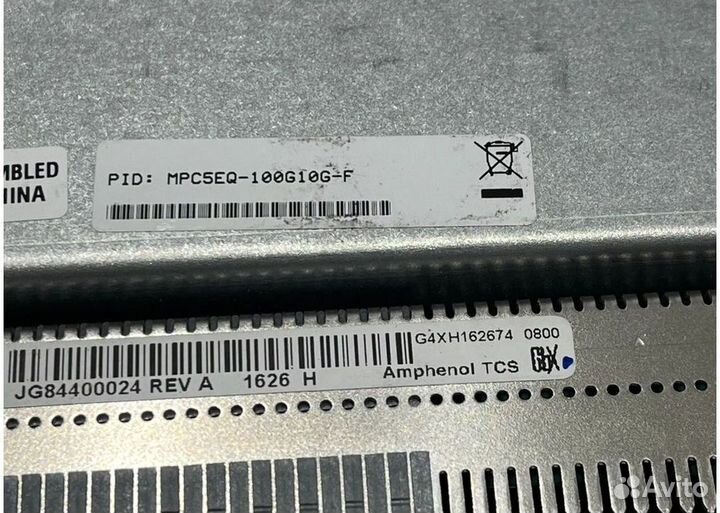 MBLED
HINA
PID: MPC5EQ-100G10G-F
G4XH162674 0800
JG84400024 REV A 1626 H
Amphenol TCS
Avito